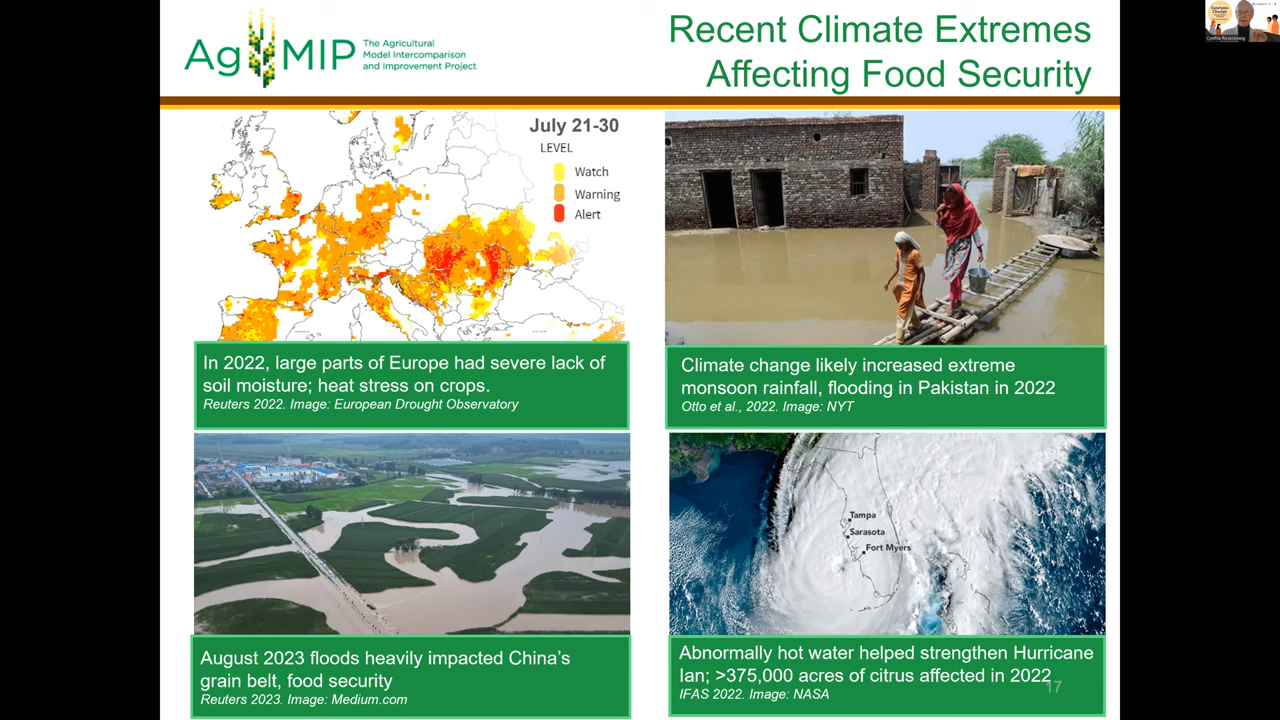 AgMIP
The Agricultural
Model Intercomparison
and Improvement Project
Recent Climate Extremes
Affecting Food Security
July 21-30
LEVEL
Watch
Warning
Alert
In 2022, large parts of Europe had severe lack of
soil moisture; heat stress on crops.
Reuters 2022. Image: European Drought Observatory
Climate change likely increased extreme
monsoon rainfall, flooding in Pakistan in 2022
Otto et al., 2022. Image: NYT
August 2023 floods heavily impacted China's
grain belt, food security
Reuters 2023. Image: Medium.com
Tampa
Sarasota
Fort Myers
Abnormally hot water helped strengthen Hurricane
Ian; >375,000 acres of citrus affected in 2022
IFAS 2022. Image: NASA
17
Cynthia Rosenzweig